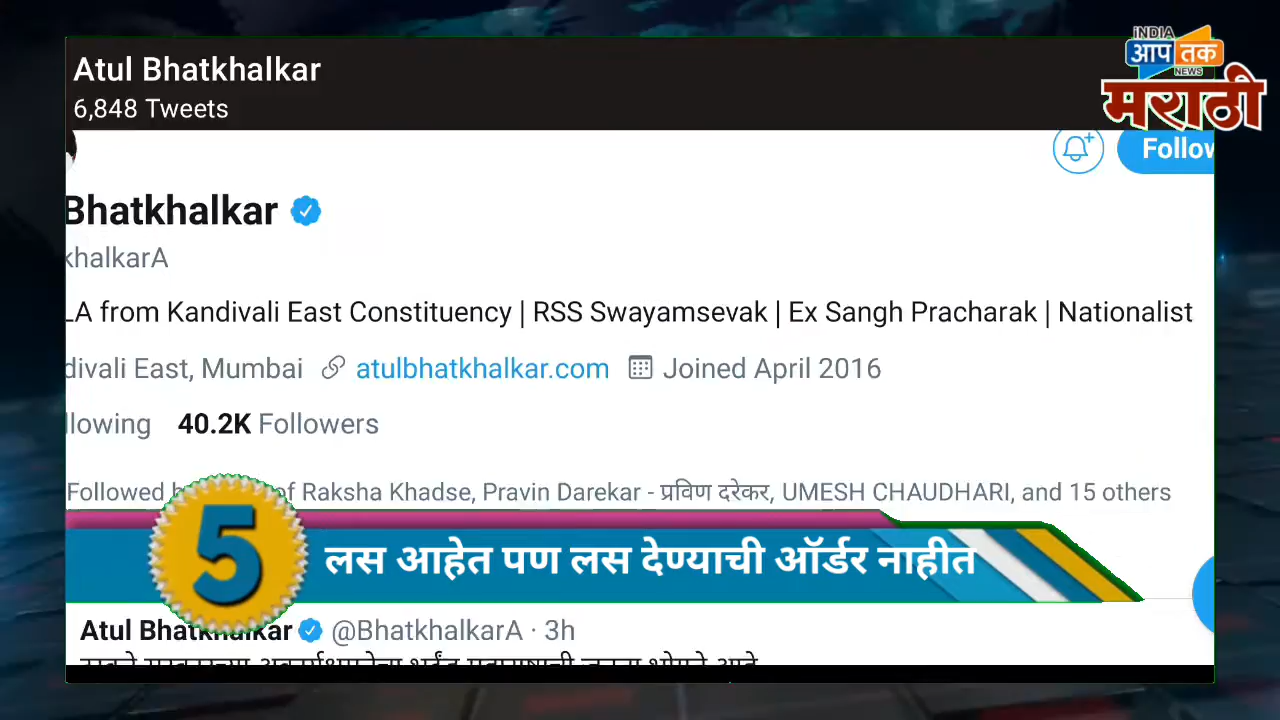 Atul Bhatkhalkar
6,848 Tweets
INDIA
आप तक
NEWS
मराठी
Follow
Bhatkhalkar
khalkarA
LA from Kandivali East Constituency | RSS Swayamsevak | Ex Sangh Pracharak | Nationalist
divali East, Mumbai atulbhatkhalkar.com Joined April 2016
llowing 40.2K Followers
Followed of Raksha Khadse, Pravin Darekar - प्रविण दरेकर, UMESH CHAUDHARI, and 15 others
5 लस आहेत पण लस देण्याची ऑर्डर नाहीत
Atul Bhatkhalkar @BhatkhalkarA · 3h